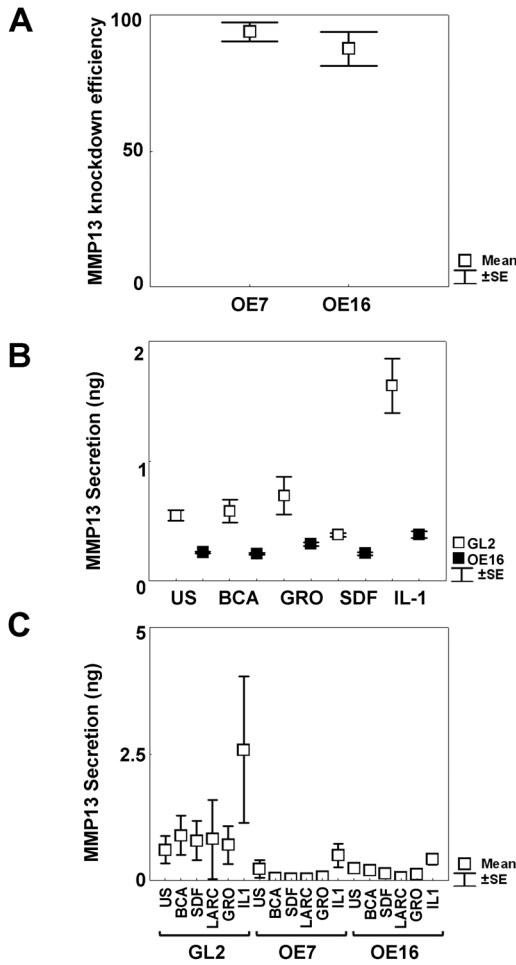 A
MMP13 knockdown efficiency
100
50
0
OE7 OE16
Mean
±SE
B
MMP13 Secretion (ng)
2
1
0
US BCA GRO SDF IL-1
GL2
OE16
±SE
C
MMP13 Secretion (ng)
5
2.5
0
US BCA SDF LARC GRO IL1 US BCA SDF LARC GRO IL1 US BCA SDF LARC GRO IL1
GL2 OE7 OE16
Mean
±SE